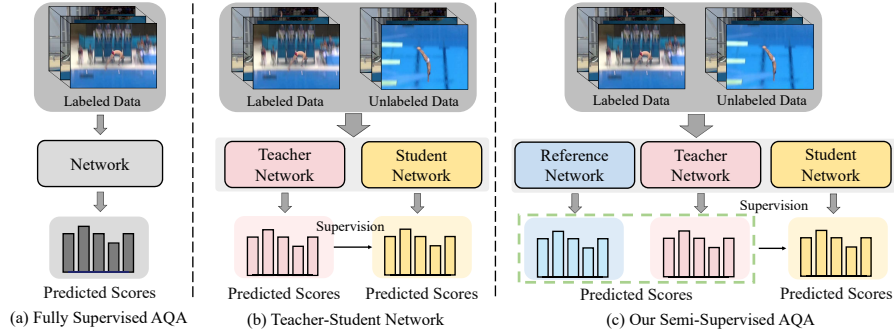 Labeled Data
Network
Predicted Scores
(a) Fully Supervised AQA
Labeled Data
Unlabeled Data
Teacher
Network
Student
Network
Supervision
Predicted Scores
Predicted Scores
(b) Teacher-Student Network
Labeled Data
Unlabeled Data
Reference
Network
Teacher
Network
Student
Network
Supervision
Predicted Scores
Predicted Scores
(c) Our Semi-Supervised AQA